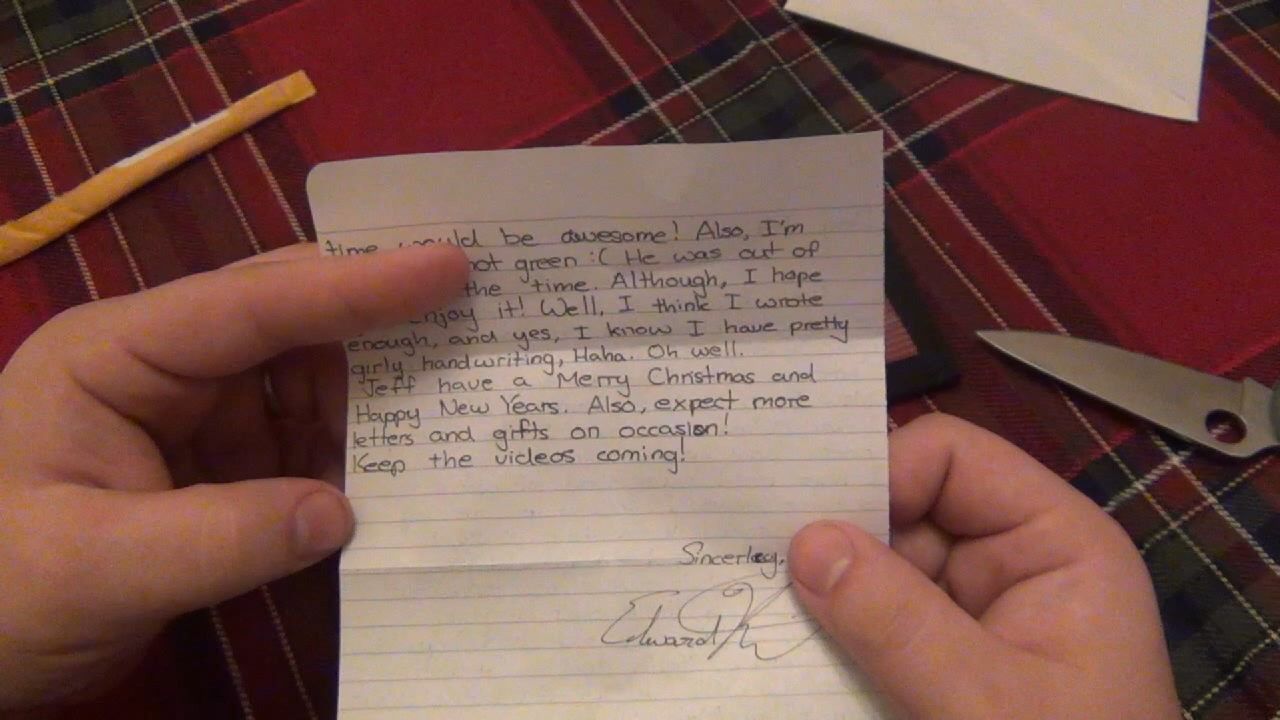 time would be awesome! Also, I'm
not green :( He was out of
the time. Although, I hope
enjoy it! Well, I think I wrote
enough, and yes, I know I have pretty
girly handwriting, Haha. Oh well.
Jeff have a Merry Christmas and
Happy New Years. Also, expect more
letters and gifts on occasion!
Keep the videos coming!
Sincerley,
Edward